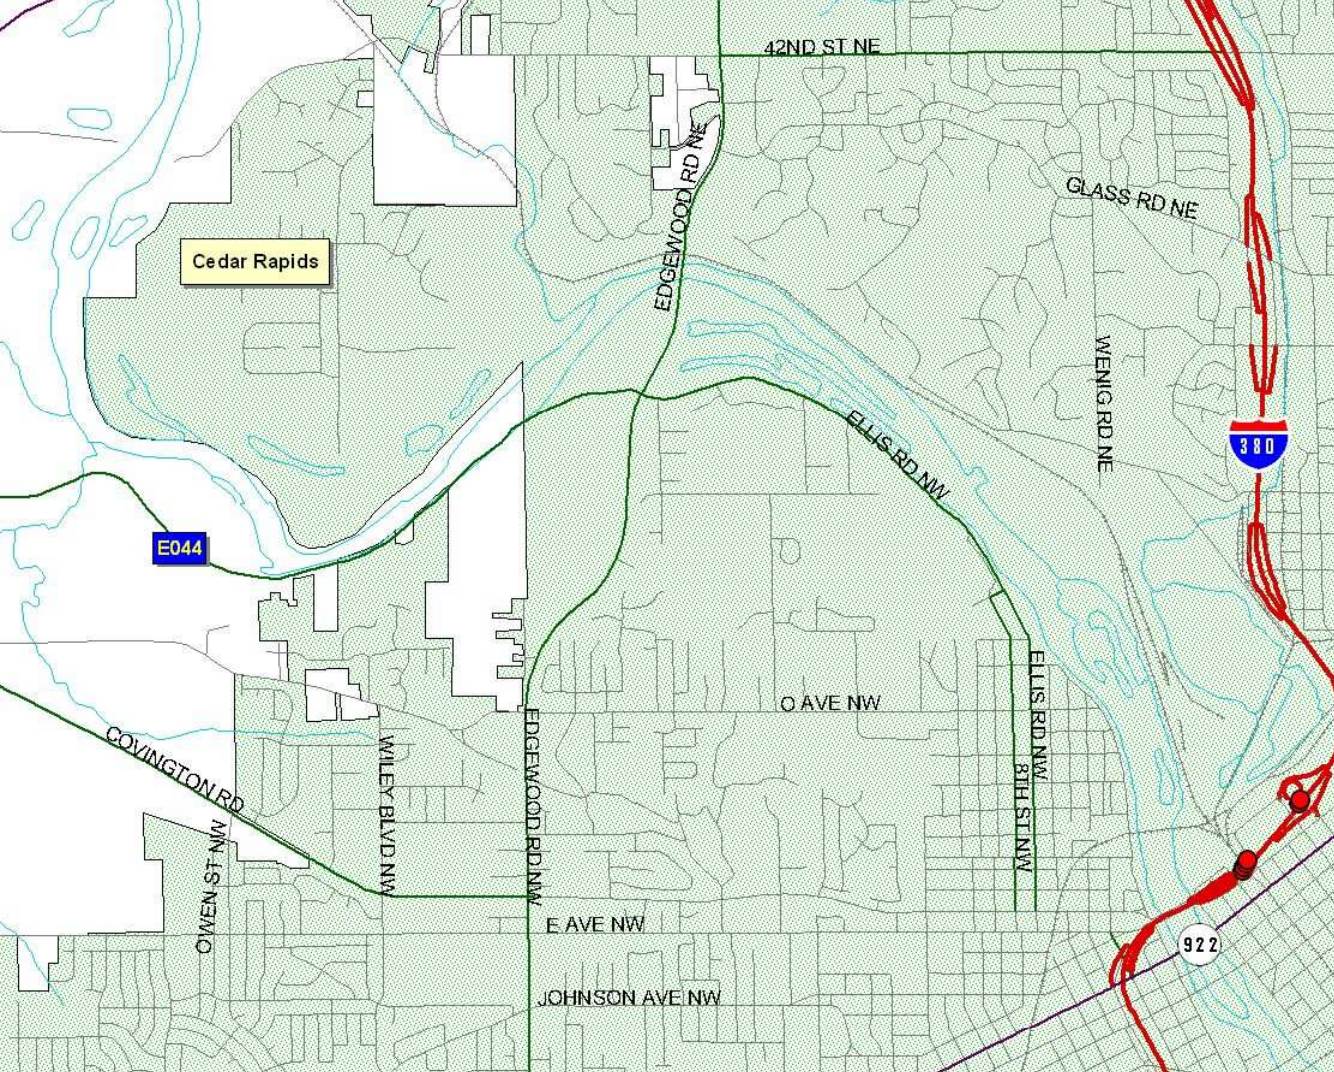 42ND ST NE
EDGEWOOD RD NE
GLASS RD NE
Cedar Rapids
WENIG RD NE
380
ELLIS RD NW
E044
O AVE NW
ELLIS RD NW
8TH ST NW
COVINGTON RD
WILEY BLVD NW
EDGEWOOD RD NW
OWEN ST NW
E AVE NW
922
JOHNSON AVE NW